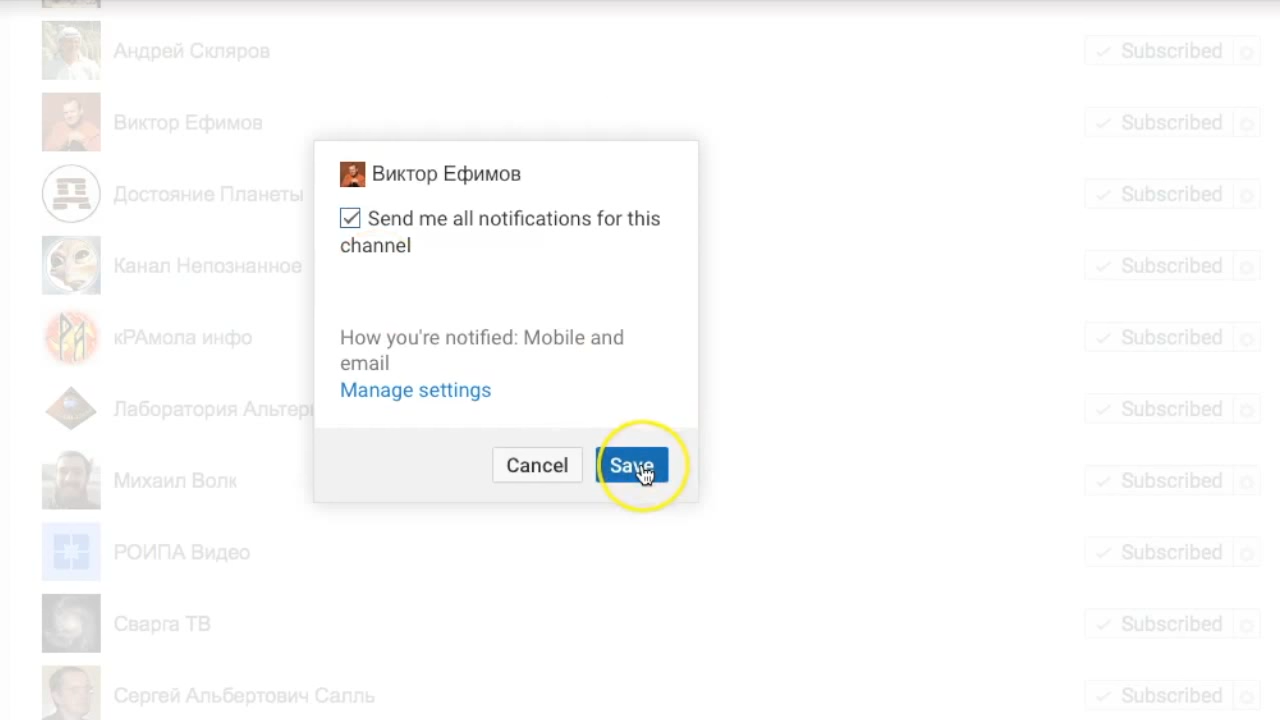 Андрей Скляров
Subscribed
Виктор Ефимов
Subscribed
Виктор Ефимов
Достояние Планеты
Subscribed
Send me all notifications for this
channel
Канал Непознанное
Subscribed
How you're notified: Mobile and
email
кРАмола инфо
Subscribed
Manage settings
Лаборатория
Subscribed
Cancel
Save
Михаил Волк
Subscribed
РОИПА Видео
Subscribed
Сварга ТВ
Subscribed
Сергей Альбертович Салль
Subscribed